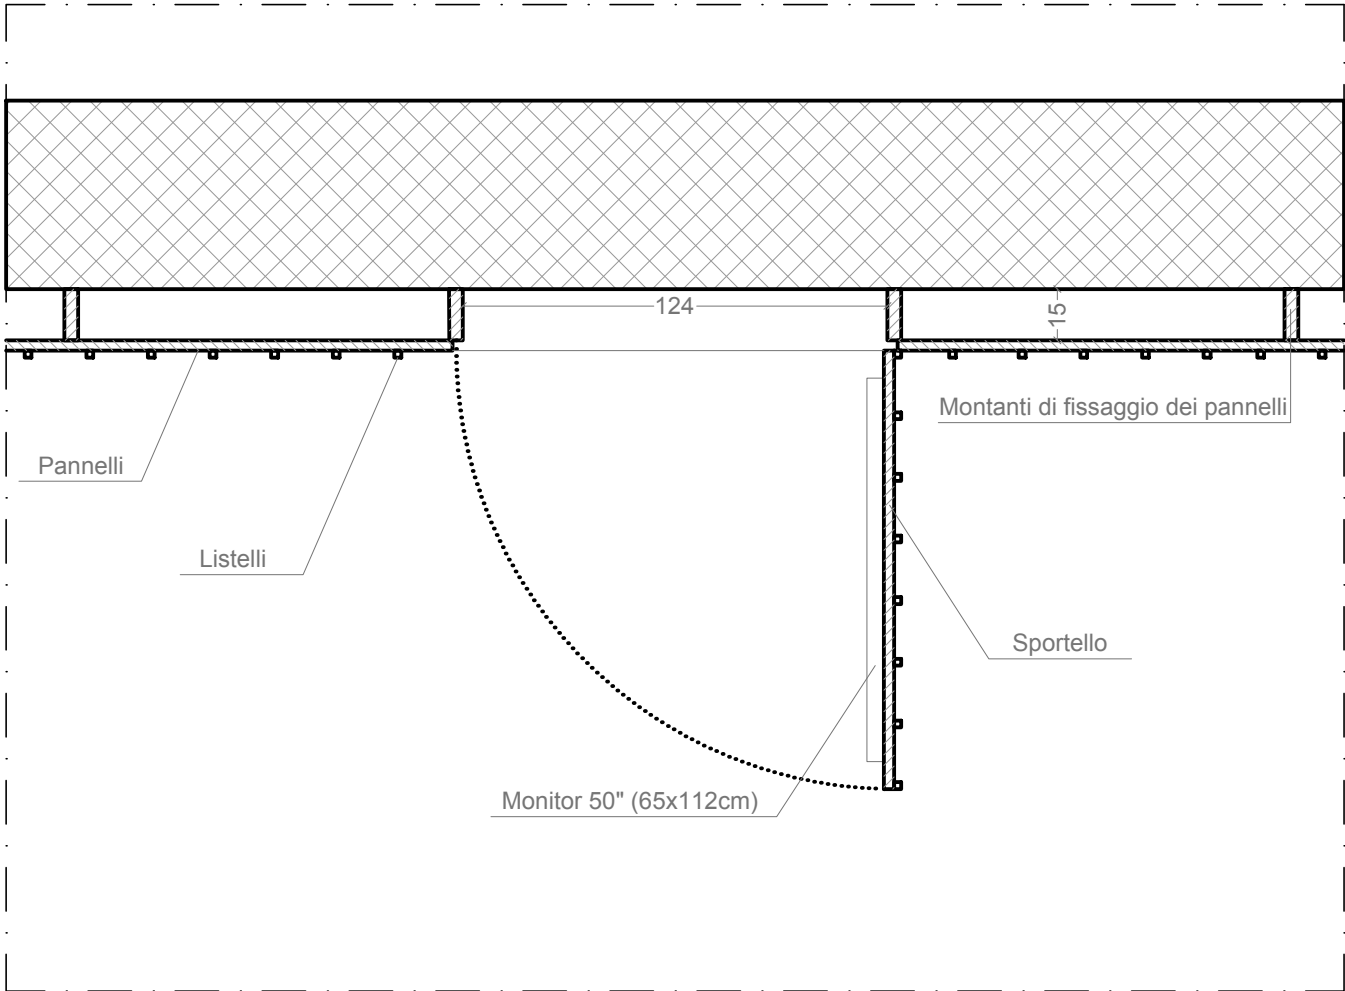 124
15
Montanti di fissaggio dei pannelli
Pannelli
Listelli
Sportello
Monitor 50" (65x112cm)